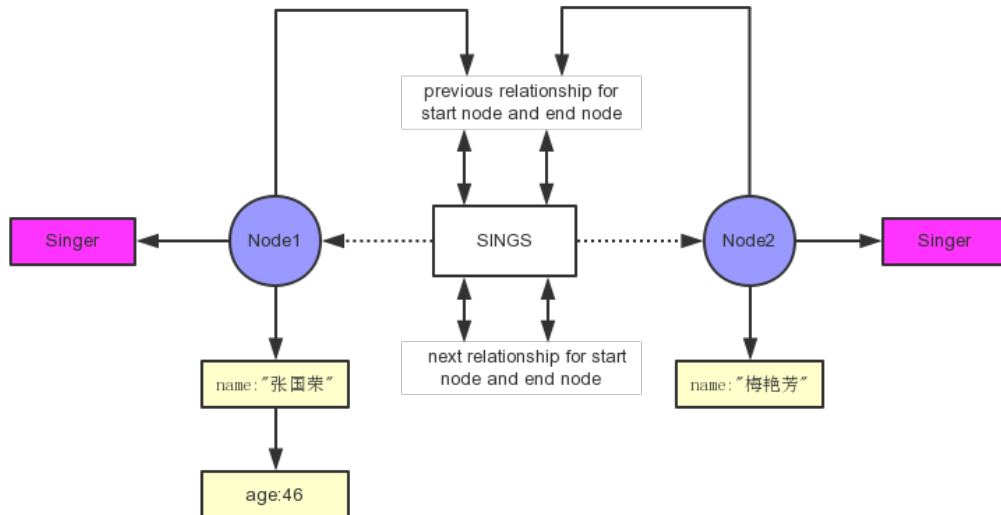 previous relationship for
start node and end node
Singer
Node1
SINGS
Node2
Singer
next relationship for start
node and end node
name:"张国荣"
name:"梅艳芳"
age:46